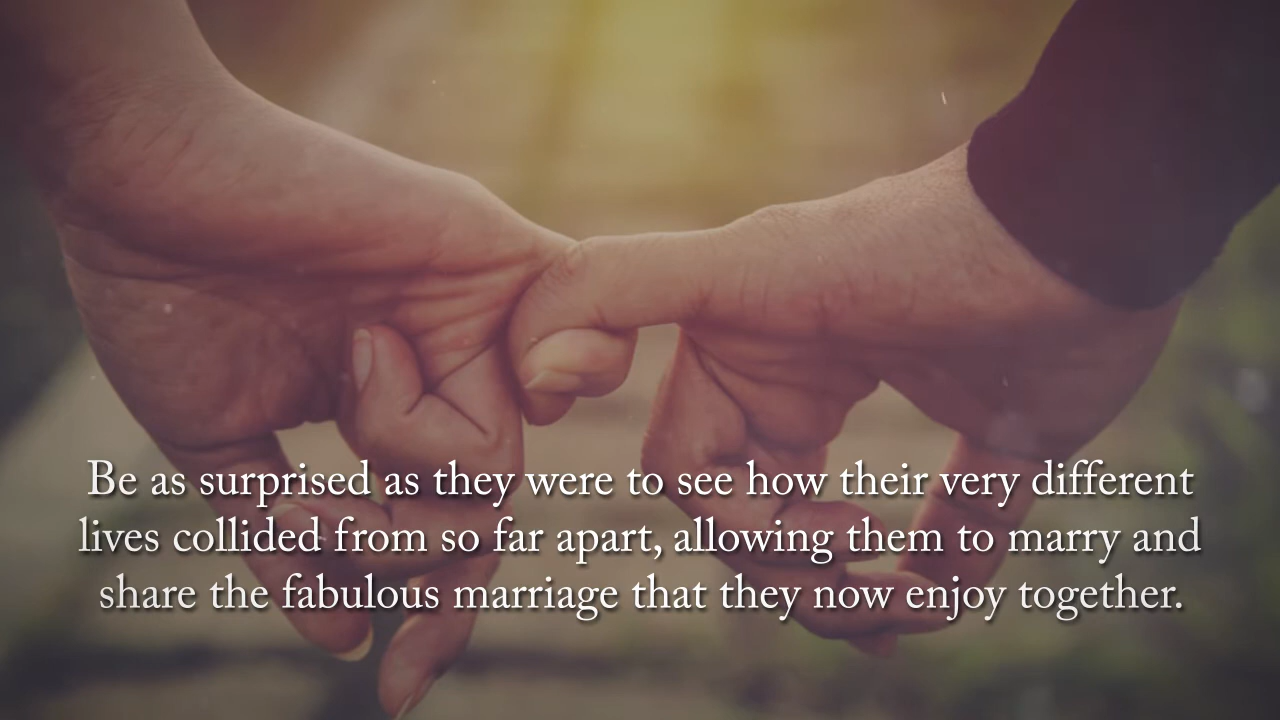 Be as surprised as they were to see how their very different
lives collided from so far apart, allowing them to marry and
share the fabulous marriage that they now enjoy together.